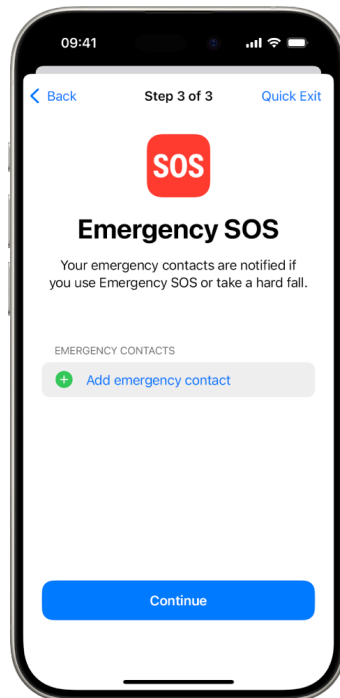 09:41
Back Step 3 of 3 Quick Exit
SOS
Emergency SOS
Your emergency contacts are notified if
you use Emergency SOS or take a hard fall.
EMERGENCY CONTACTS
Add emergency contact
Continue